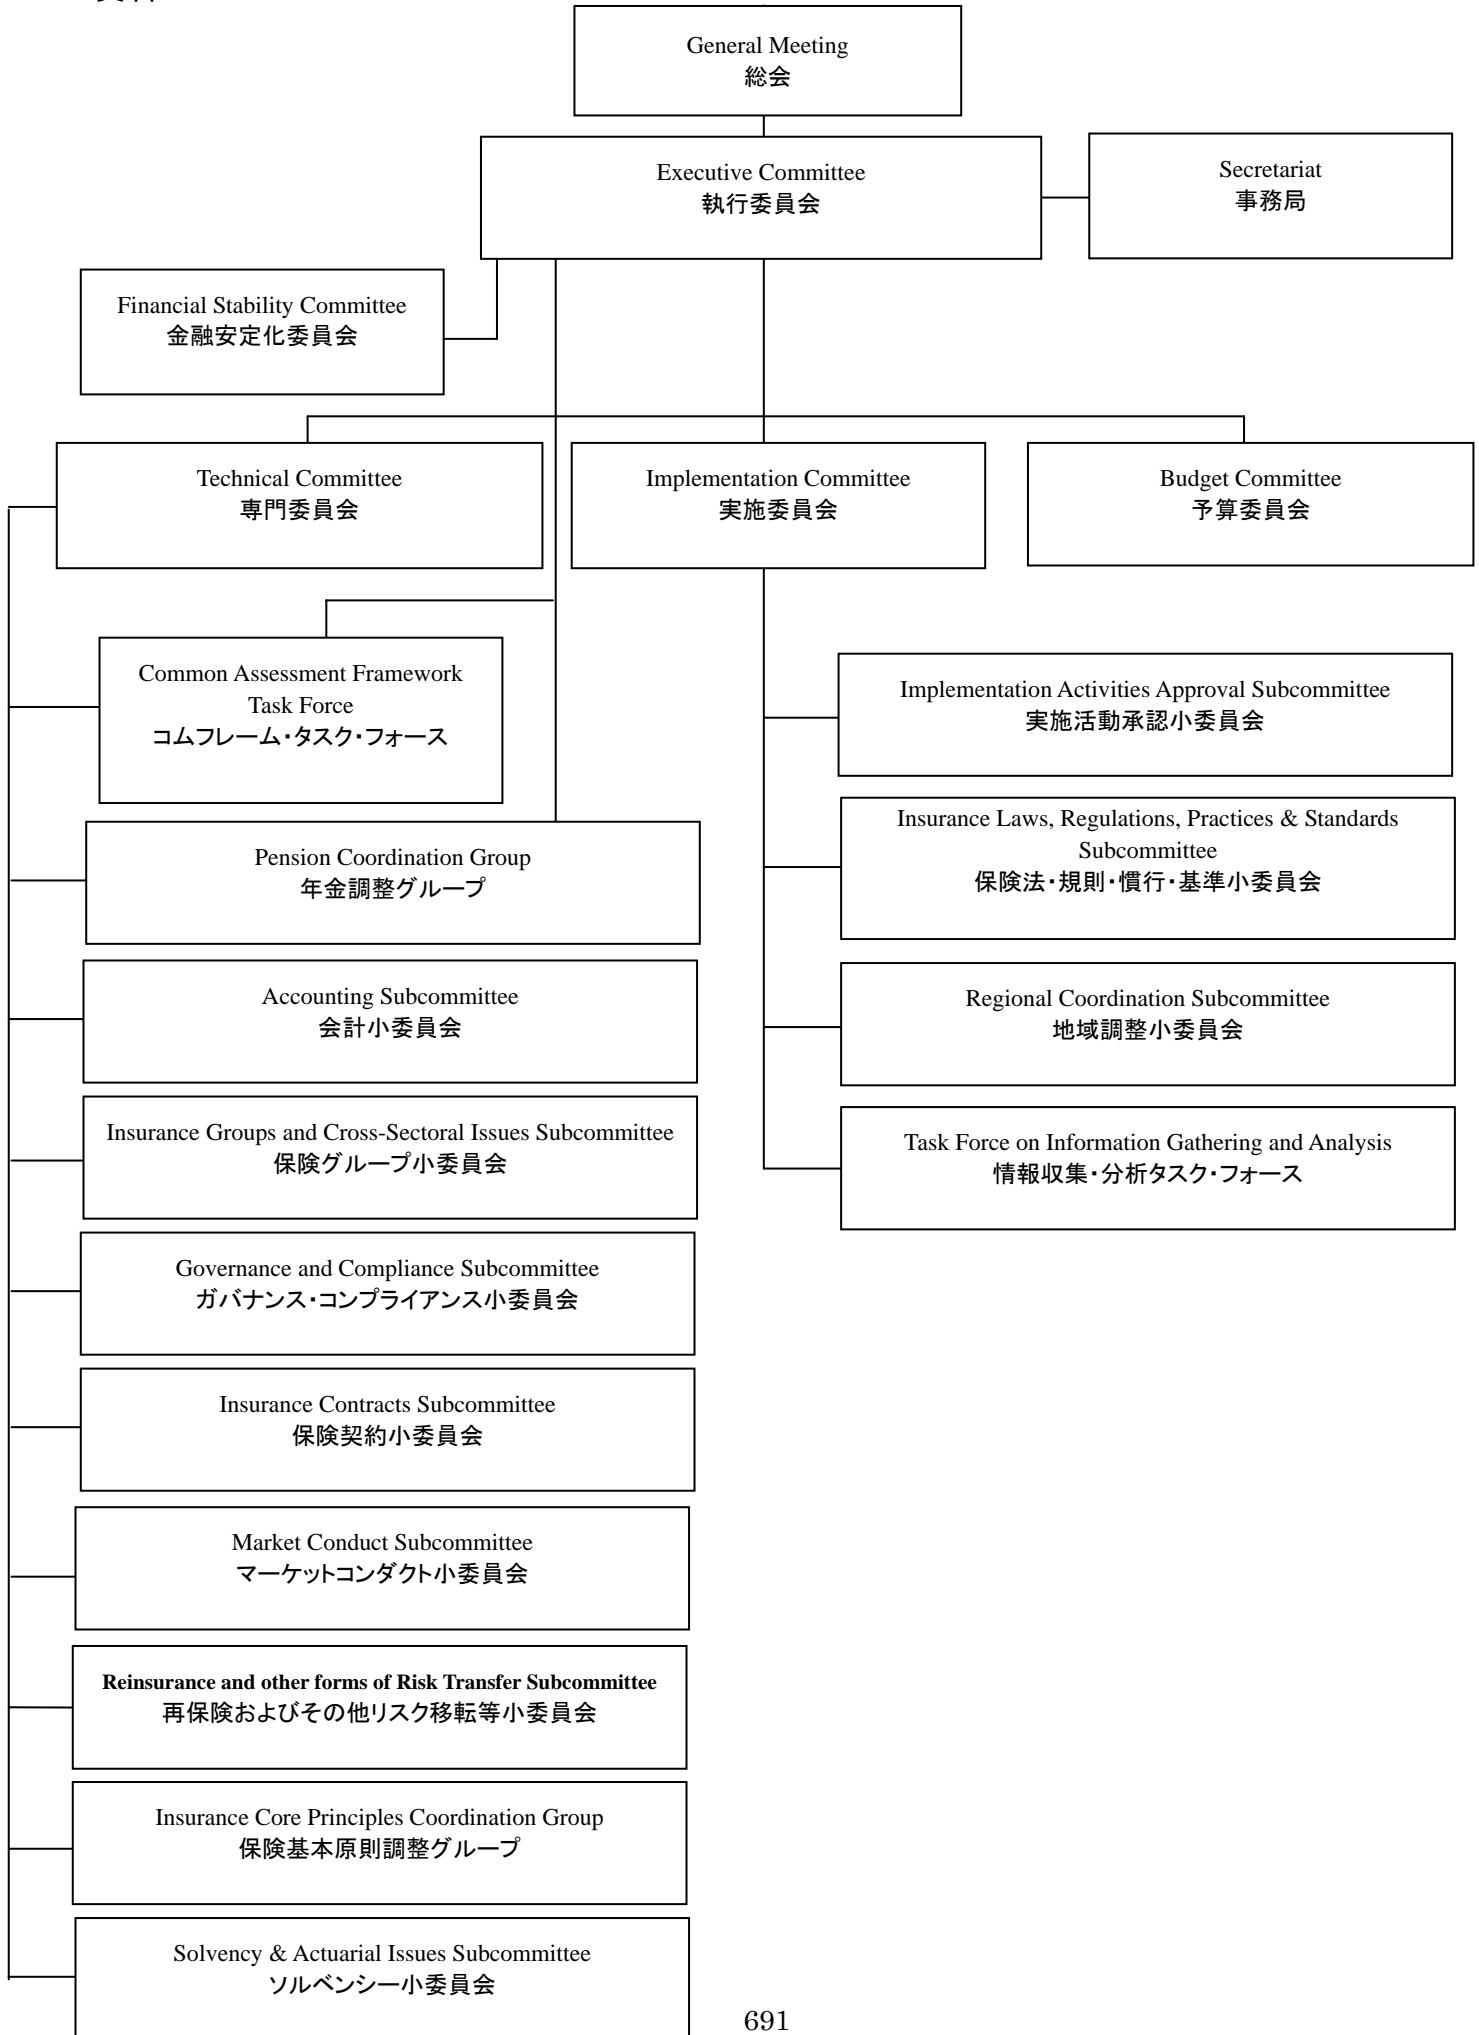 General Meeting
総会
Executive Committee
執行委員会
Secretariat
事務局
Financial Stability Committee
金融安定化委員会
Technical Committee
専門委員会
Implementation Committee
実施委員会
Budget Committee
予算委員会
Common Assessment Framework
Task Force
コムフレーム・タスク・フォース
Pension Coordination Group
年金調整グループ
Accounting Subcommittee
会計小委員会
Insurance Groups and Cross-Sectoral Issues Subcommittee
保険グループ小委員会
Governance and Compliance Subcommittee
ガバナンス・コンプライアンス小委員会
Insurance Contracts Subcommittee
保険契約小委員会
Market Conduct Subcommittee
マーケットコンダクト小委員会
Reinsurance and other forms of Risk Transfer Subcommittee
再保険およびその他リスク移転等小委員会
Insurance Core Principles Coordination Group
保険基本原則調整グループ
Solvency & Actuarial Issues Subcommittee
ソルベンシー小委員会
Implementation Activities Approval Subcommittee
実施活動承認小委員会
Insurance Laws, Regulations, Practices & Standards
Subcommittee
保険法・規則・慣行・基準小委員会
Regional Coordination Subcommittee
地域調整小委員会
Task Force on Information Gathering and Analysis
情報収集・分析タスク・フォース
691